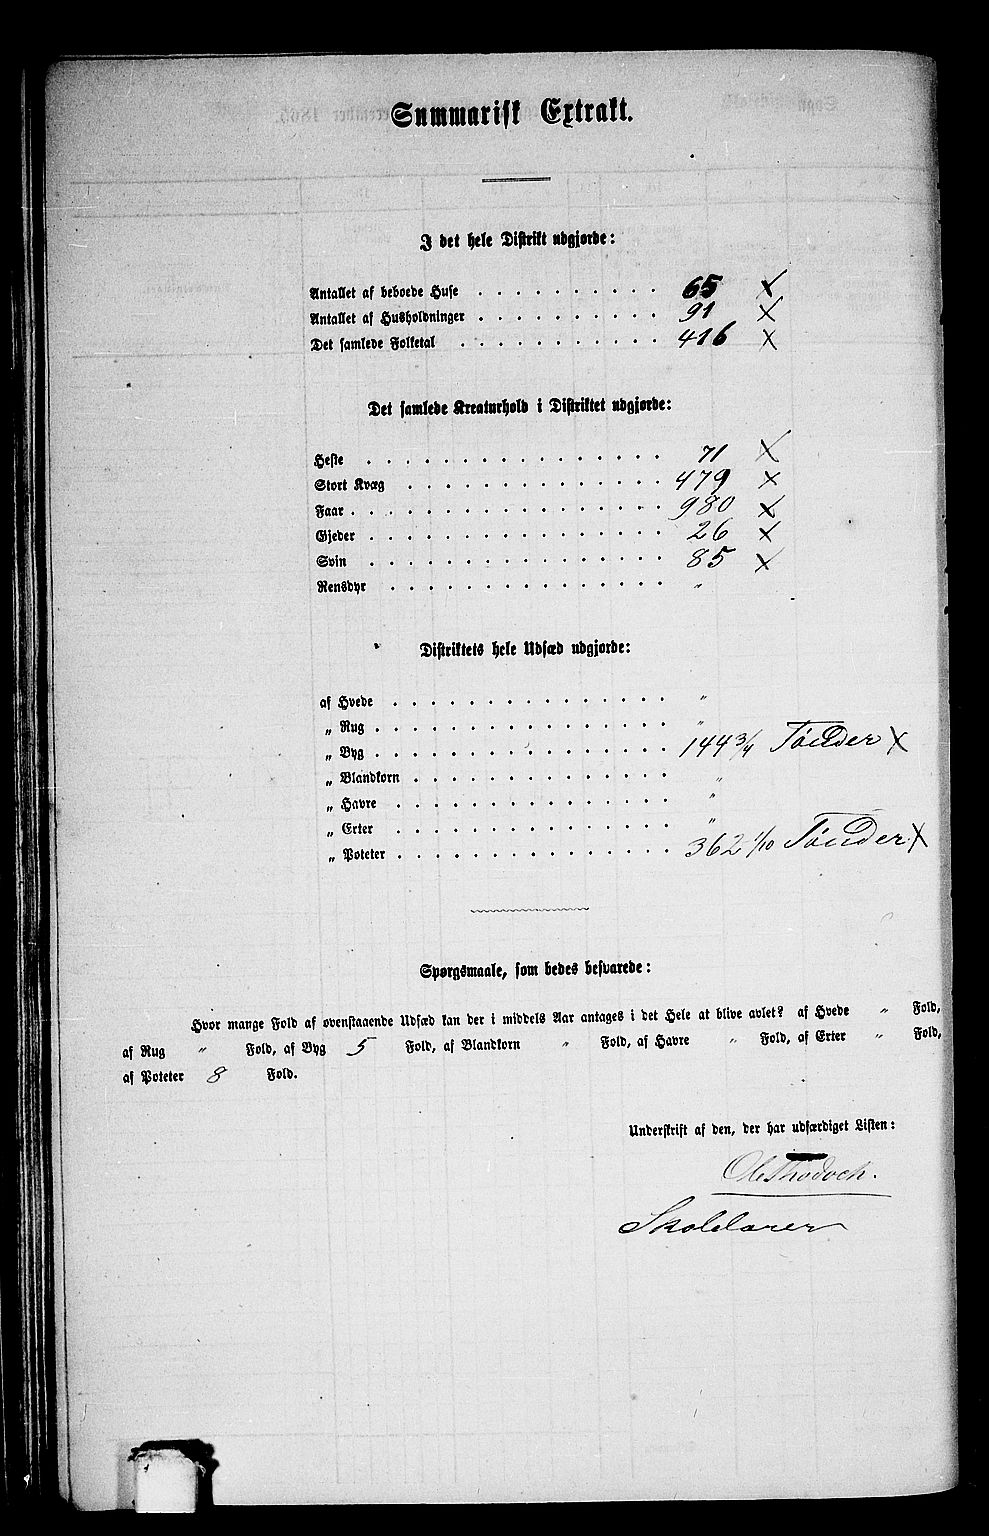 Summarisk Extrakt.
I det hele Distrikt udgjorde:
Antallet af beboede Huse . . . . . . . . . . 65 ×
Antallet af Husholdninger . . . . . . . . . . 91 ×
Det samlede Folketal . . . . . . . . . . . 416 ×
Det samlede Kreaturhold i Distriktet udgjorde:
Heste . . . . . . . . . . . . . . . . 71 ×
Stort Kvæg . . . . . . . . . . . . . . 479 ×
Faar . . . . . . . . . . . . . . . . . 980 ×
Gjeder . . . . . . . . . . . . . . . . 26 ×
Svin . . . . . . . . . . . . . . . . 85 ×
Rensdyr . . . . . . . . . . . . . . . "
Distriktets hele Udsæd udgjorde:
af Hvede . . . . . . . . . . . . . . . "
„ Rug . . . . . . . . . . . . . . . . "
„ Byg . . . . . . . . . . . . . . . . 144 3/4 Tönder ×
„ Blandkorn . . . . . . . . . . . . . . "
„ Havre . . . . . . . . . . . . . . . "
„ Erter . . . . . . . . . . . . . . . "
„ Poteter . . . . . . . . . . . . . . . 362 1/10 Tönder ×
Spørgsmaale, som bedes besvarede:
Hvor mange Fold af ovenstaaende Udsæd kan der i middels Aar antages i det Hele at blive avlet? af Hvede " Fold,
af Rug " Fold, af Byg 5 Fold, af Blandkorn " Fold, af Havre " Fold, af Erter " Fold,
af Poteter 8 Fold.
Underskrift af den, der har udfærdiget Listen:
Skolelærer